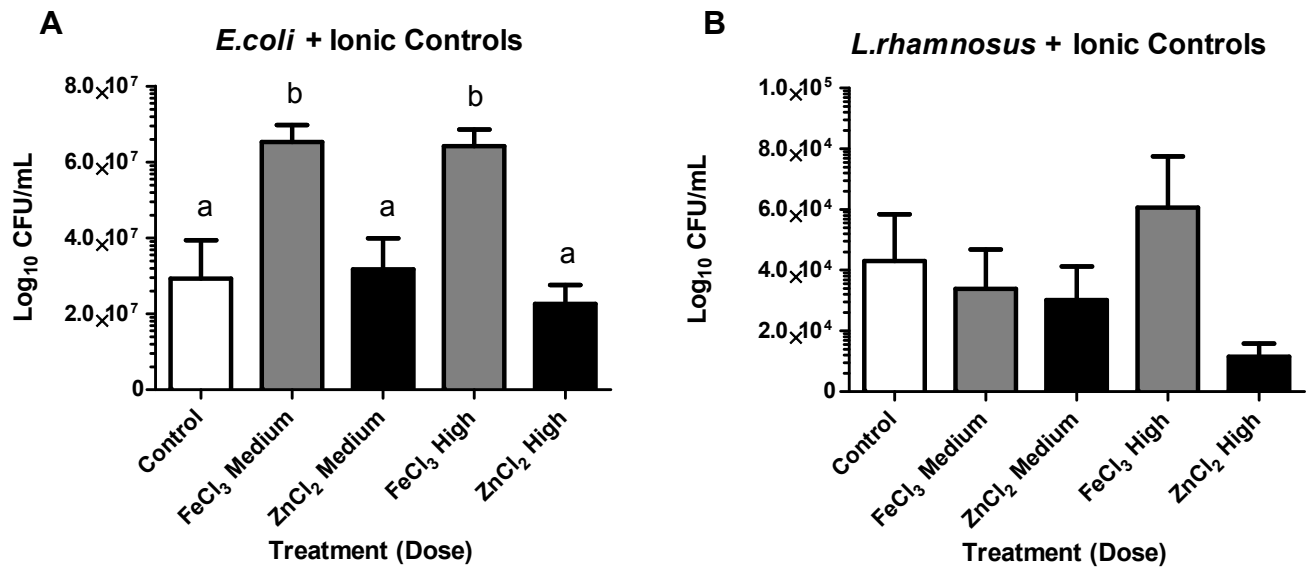 A
E.coli + Ionic Controls
8.0×10⁷
6.0×10⁷
4.0×10⁷
2.0×10⁷
0
Log₁₀ CFU/mL
a
b
a
b
a
Control
FeCl₃ Medium
ZnCl₂ Medium
FeCl₃ High
ZnCl₂ High
Treatment (Dose)
B
L.rhamnosus + Ionic Controls
1.0×10⁵
8.0×10⁴
6.0×10⁴
4.0×10⁴
2.0×10⁴
0
Log₁₀ CFU/mL
Control
FeCl₃ Medium
ZnCl₂ Medium
FeCl₃ High
ZnCl₂ High
Treatment (Dose)